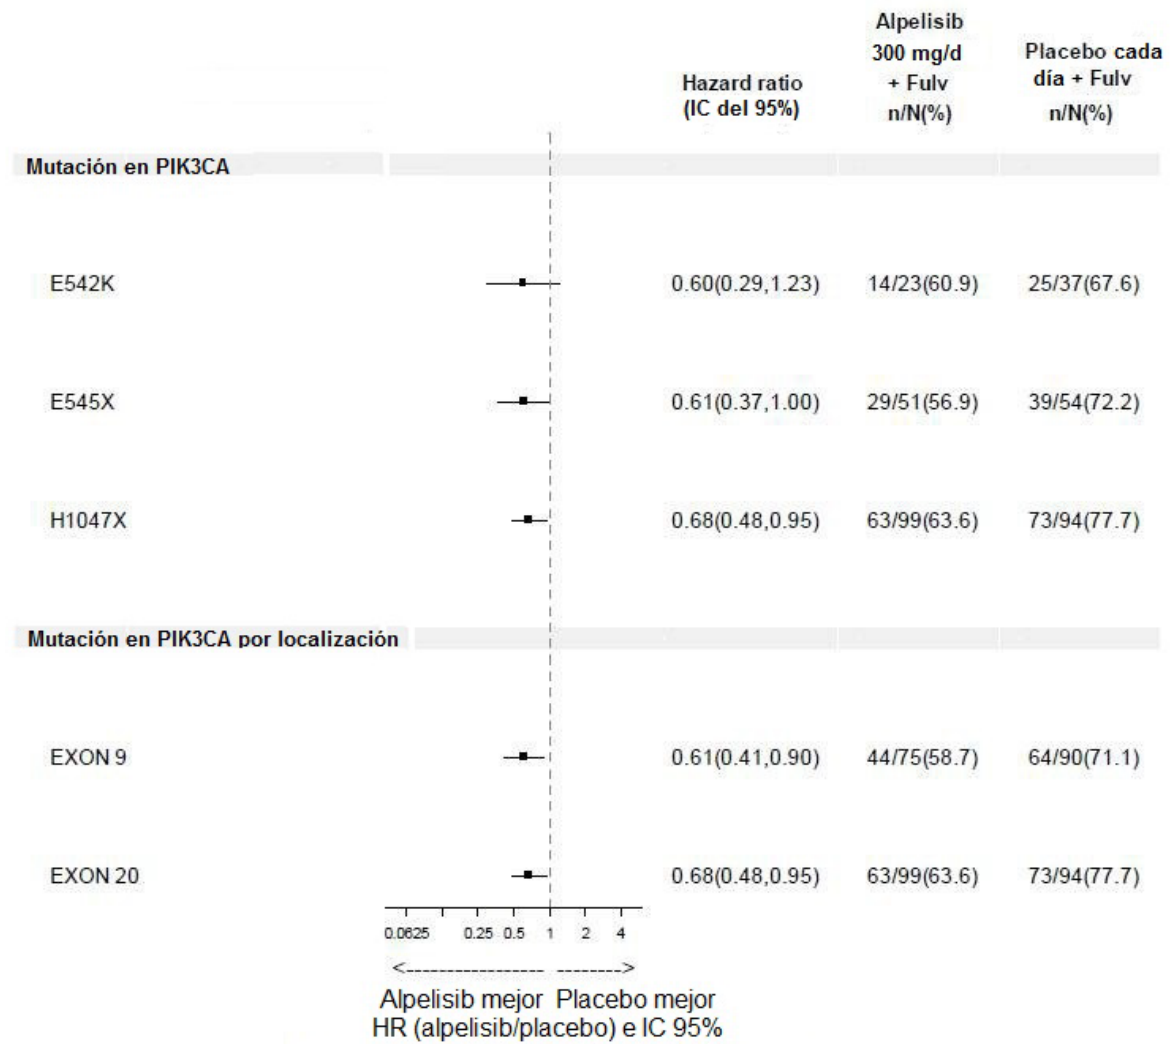 Hazard ratio
(IC del 95%)
Alpelisib
300 mg/d
+ Fulv
n/N(%)
Placebo cada
día + Fulv
n/N(%)
Mutación en PIK3CA
E542K 0.60(0.29,1.23) 14/23(60.9) 25/37(67.6)
E545X 0.61(0.37,1.00) 29/51(56.9) 39/54(72.2)
H1047X 0.68(0.48,0.95) 63/99(63.6) 73/94(77.7)
Mutación en PIK3CA por localización
EXON 9 0.61(0.41,0.90) 44/75(58.7) 64/90(71.1)
EXON 20 0.68(0.48,0.95) 63/99(63.6) 73/94(77.7)
0.0625 0.25 0.5 1 2 4
<----------------- -------->
Alpelisib mejor Placebo mejor
HR (alpelisib/placebo) e IC 95%